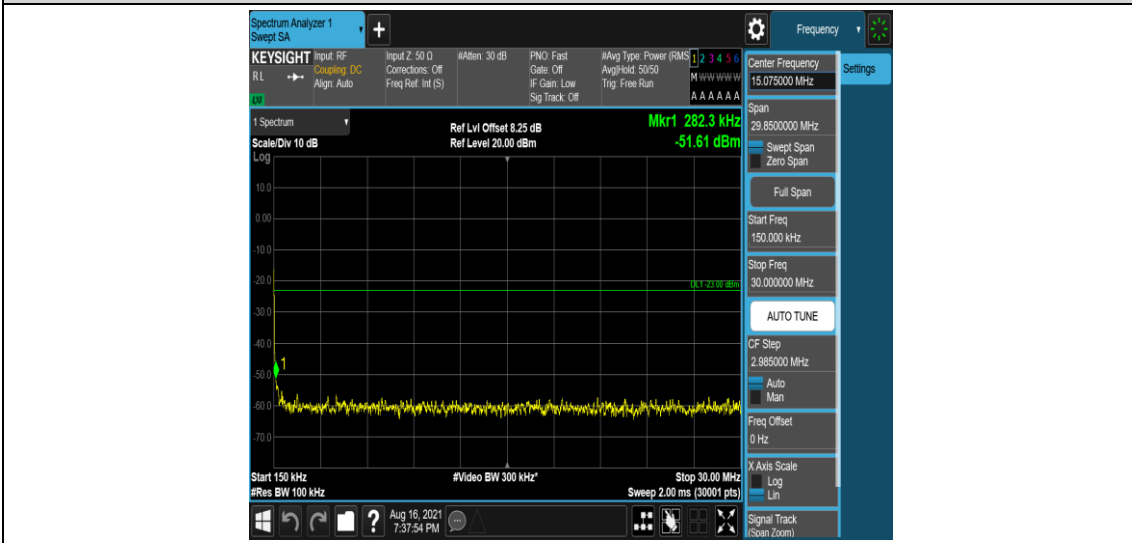 Spectrum Analyzer 1
Swept SA
Frequency
KEYSIGHT
RL
LXI
Input: RF
Coupling: DC
Align: Auto
Input Z: 50 Ω
Corrections: Off
Freq Ref: Int (S)
#Atten: 30 dB
PNO: Fast
Gate: Off
IF Gain: Low
Sig Track: Off
#Avg Type: Power (RMS
Avg|Hold: 50/50
Trig: Free Run
1 2 3 4 5 6
M W W W W W
A A A A A A
1 Spectrum
Scale/Div 10 dB
Ref Lvl Offset 8.25 dB
Ref Level 20.00 dBm
Mkr1 282.3 kHz
-51.61 dBm
Log
10.0
0.00
-10.0
-20.0
DL1 -23.00 dBm
-30.0
-40.0
1
-50.0
-60.0
-70.0
Start 150 kHz
#Video BW 300 kHz*
Stop 30.00 MHz
#Res BW 100 kHz
Sweep 2.00 ms (30001 pts)
Center Frequency
15.075000 MHz
Settings
Span
29.8500000 MHz
Swept Span
Zero Span
Full Span
Start Freq
150.000 kHz
Stop Freq
30.000000 MHz
AUTO TUNE
CF Step
2.985000 MHz
Auto
Man
Freq Offset
0 Hz
X Axis Scale
Log
Lin
Signal Track
(Span Zoom)
?
Aug 16, 2021
7:37:54 PM